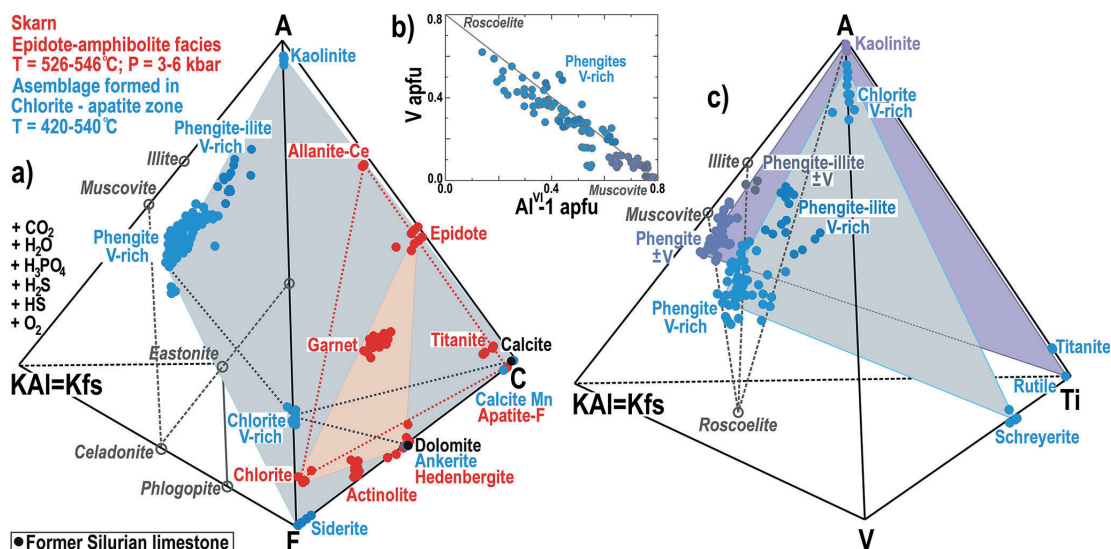 Skarn
Epidote-amphibolite facies
T = 526-546°C; P = 3-6 kbar
Asemblage formed in
Chlorite - apatite zone
T = 420-540°C
a)
+ CO2
+ H2O
+ H3PO4
+ H2S
+ HS
+ O2
A
Kaolinite
Phengite-ilite
V-rich
Illite
Muscovite
Allanite-Ce
Phengite
V-rich
Epidote
Eastonite
Garnet
Titanite
Calcite
C
KAl=Kfs
Calcite Mn
Apatite-F
Chlorite
V-rich
Celadonite
Dolomite
Ankerite
Hedenbergite
Chlorite
Actinolite
Phlogopite
Siderite
F
Former Silurian limestone
b)
0.8
Roscoelite
Phengites
V-rich
V apfu
0.4
0.0
Muscovite
0
0.4
0.8
Al VI-1 apfu
c)
A
Kaolinite
Chlorite
V-rich
Illite
Phengite-illite
±V
Muscovite
Phengite-ilite
V-rich
Phengite
±V
Phengite
V-rich
Titanite
KAl=Kfs
Rutile
Ti
Roscoelite
Schreyerite
V